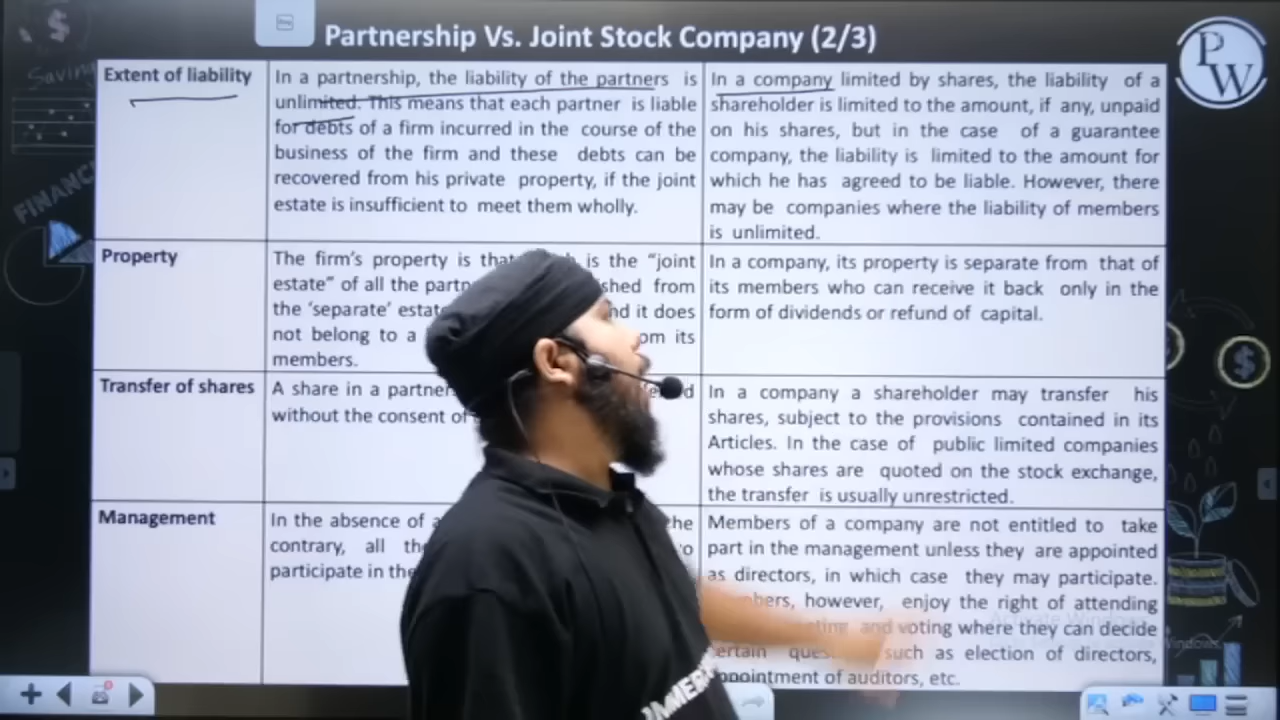 Partnership Vs. Joint Stock Company (2/3)
PW
Saving
FINANC
Extent of liability
In a partnership, the liability of the partners is
unlimited. This means that each partner is liable
for debts of a firm incurred in the course of the
business of the firm and these debts can be
recovered from his private property, if the joint
estate is insufficient to meet them wholly.
In a company limited by shares, the liability of a
shareholder is limited to the amount, if any, unpaid
on his shares, but in the case of a guarantee
company, the liability is limited to the amount for
which he has agreed to be liable. However, there
may be companies where the liability of members
is unlimited.
Property
The firm's property is that is the "joint
estate" of all the from
the 'separate' it does
not belong to a its
members.
In a company, its property is separate from that of
its members who can receive it back only in the
form of dividends or refund of capital.
Transfer of shares
A share in a
without the consent of
In a company a shareholder may transfer his
shares, subject to the provisions contained in its
Articles. In the case of public limited companies
whose shares are quoted on the stock exchange,
the transfer is usually unrestricted.
Management
In the absence of the
contrary, all
participate in the
Members of a company are not entitled to take
part in the management unless they are appointed
as directors, in which case they may participate.
however, enjoy the right of attending
and voting where they can decide
such as election of directors,
appointment of auditors, etc.